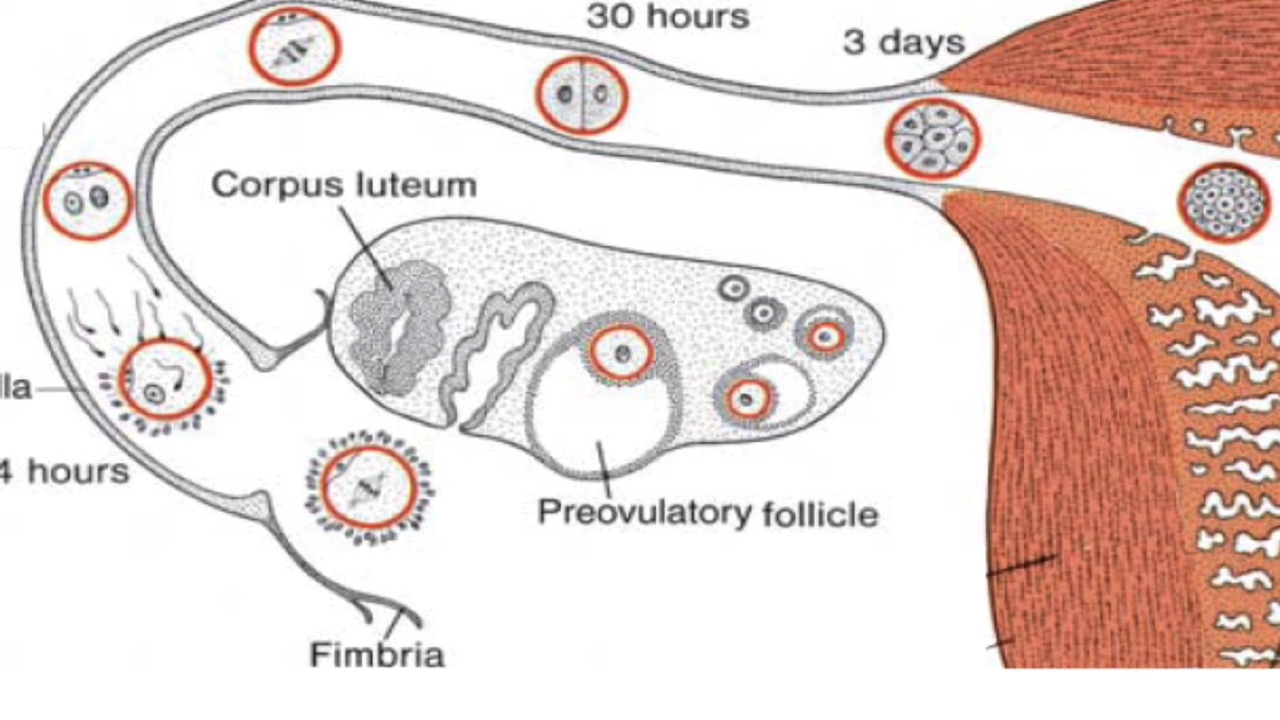 30 hours
3 days
Corpus luteum
lla
4 hours
Preovulatory follicle
Fimbria